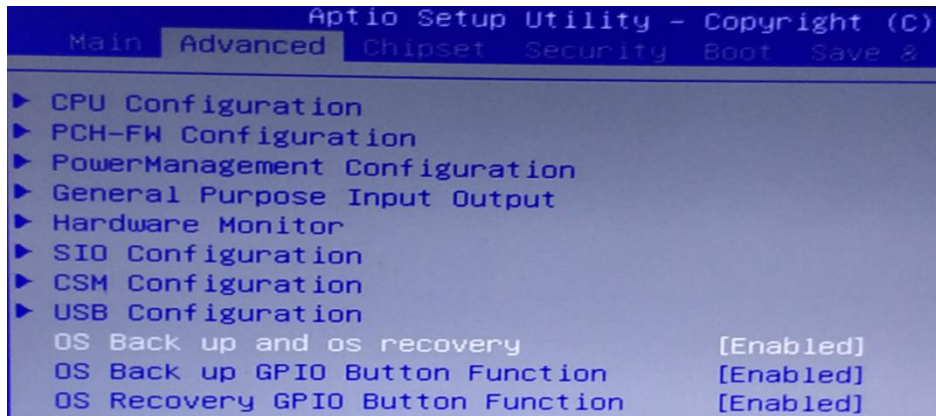 Aptio Setup Utility – Copyright (C)
Main Advanced Chipset Security Boot Save &
► CPU Configuration
► PCH-FW Configuration
► PowerManagement Configuration
► General Purpose Input Output
► Hardware Monitor
► SIO Configuration
► CSM Configuration
► USB Configuration
OS Back up and os recovery [Enabled]
OS Back up GPIO Button Function [Enabled]
OS Recovery GPIO Button Function [Enabled]